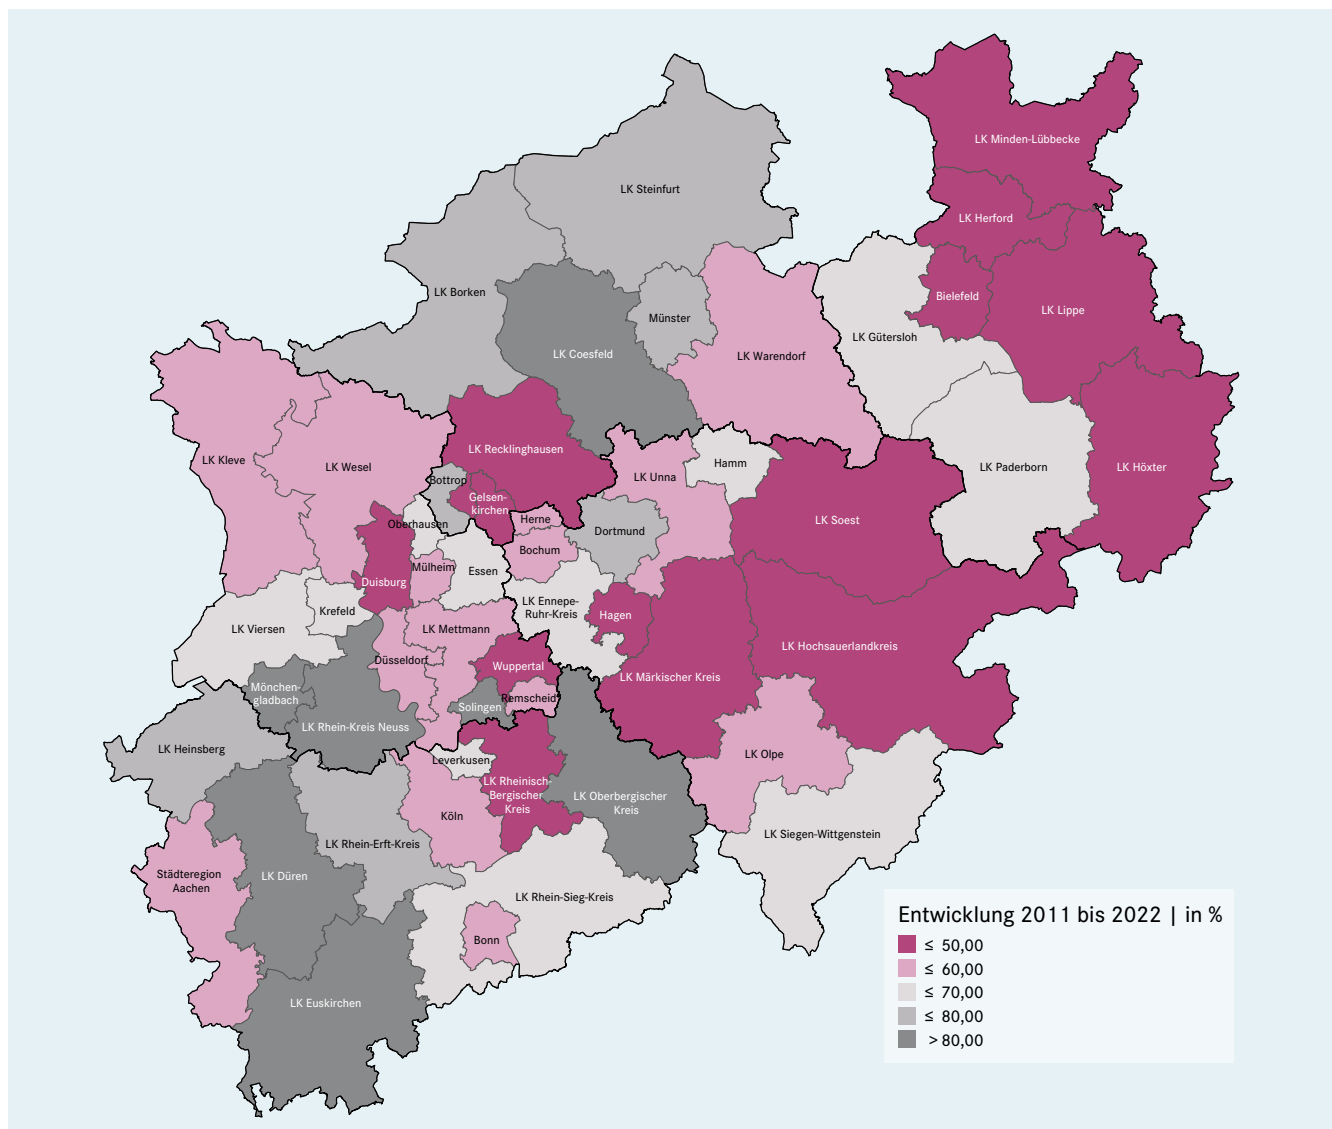 LK Minden-Lübbecke
LK Steinfurt
LK Herford
LK Borken
Bielefeld
LK Lippe
Münster
LK Gütersloh
LK Coesfeld
LK Warendorf
LK Recklinghausen
LK Kleve
LK Wesel
Hamm
LK Paderborn
LK Höxter
LK Unna
Bottrop
Gelsen-
kirchen
Oberhausen
Herne
LK Soest
Dortmund
Bochum
Mülheim
Essen
Duisburg
LK Ennepe-
Ruhr-Kreis
Krefeld
Hagen
LK Viersen
LK Mettmann
LK Hochsauerlandkreis
Düsseldorf
Wuppertal
LK Märkischer Kreis
Mönchen-
gladbach
Remscheid
Solingen
LK Rhein-Kreis Neuss
LK Heinsberg
Leverkusen
LK Olpe
LK Rheinisch-
Bergischer
Kreis
LK Oberbergischer
Kreis
Köln
LK Siegen-Wittgenstein
LK Rhein-Erft-Kreis
Städteregion
Aachen
LK Düren
LK Rhein-Sieg-Kreis
Bonn
LK Euskirchen
Entwicklung 2011 bis 2022 | in %
≤ 50,00
≤ 60,00
≤ 70,00
≤ 80,00
> 80,00